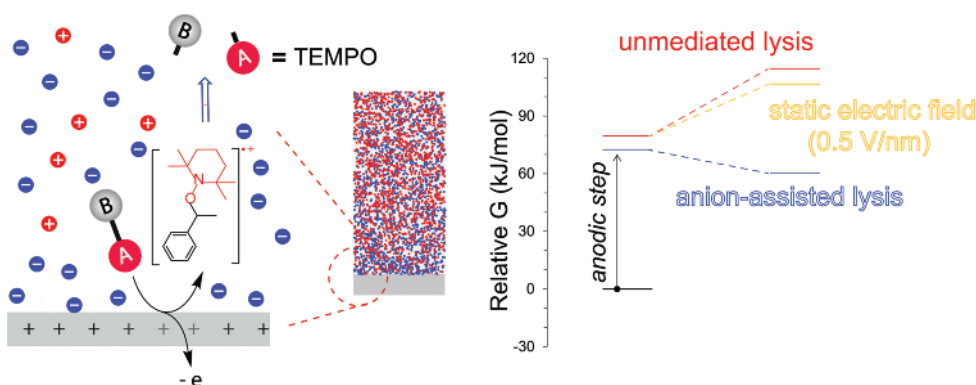 B
A = TEMPO
•+
N
O
B
A
+ + + + + + + +
- e
Relative G (kJ/mol)
120
90
60
30
0
-30
unmediated lysis
static electric field
(0.5 V/nm)
anion-assisted lysis
anodic step